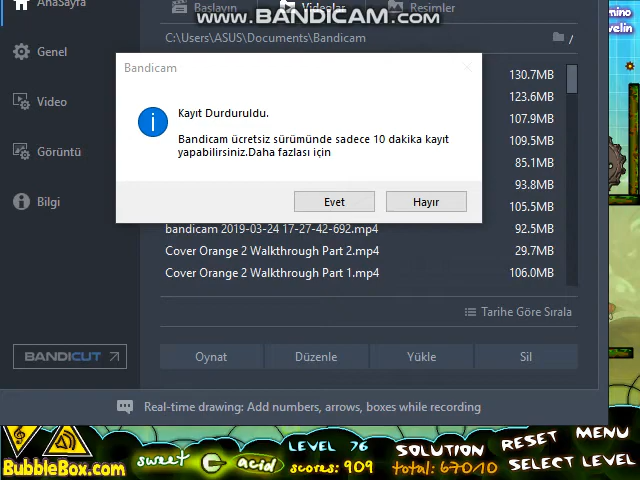 AnaSayfa
Başlayın
Videolar
Resimler
www.BANDICAM.com
C:\Users\ASUS\Documents\Bandicam
/
Genel
Video
Görüntü
Bilgi
Bandicam
Kayıt Durduruldu.
Bandicam ücretsiz sürümünde sadece 10 dakika kayıt
yapabilirsiniz.Daha fazlası için
Evet
Hayır
130.7MB
123.6MB
107.9MB
109.5MB
85.1MB
93.8MB
105.5MB
bandicam 2019-03-24 17-27-42-692.mp4 92.5MB
Cover Orange 2 Walkthrough Part 2.mp4 29.7MB
Cover Orange 2 Walkthrough Part 1.mp4 106.0MB
Tarihe Göre Sırala
BANDICUT
Oynat
Düzenle
Yükle
Sil
Real-time drawing: Add numbers, arrows, boxes while recording
BubbleBox.com
sweet
acid
LEVEL 76
scores: 909
SOLUTION
total: 67010
RESET
MENU
SELECT LEVEL